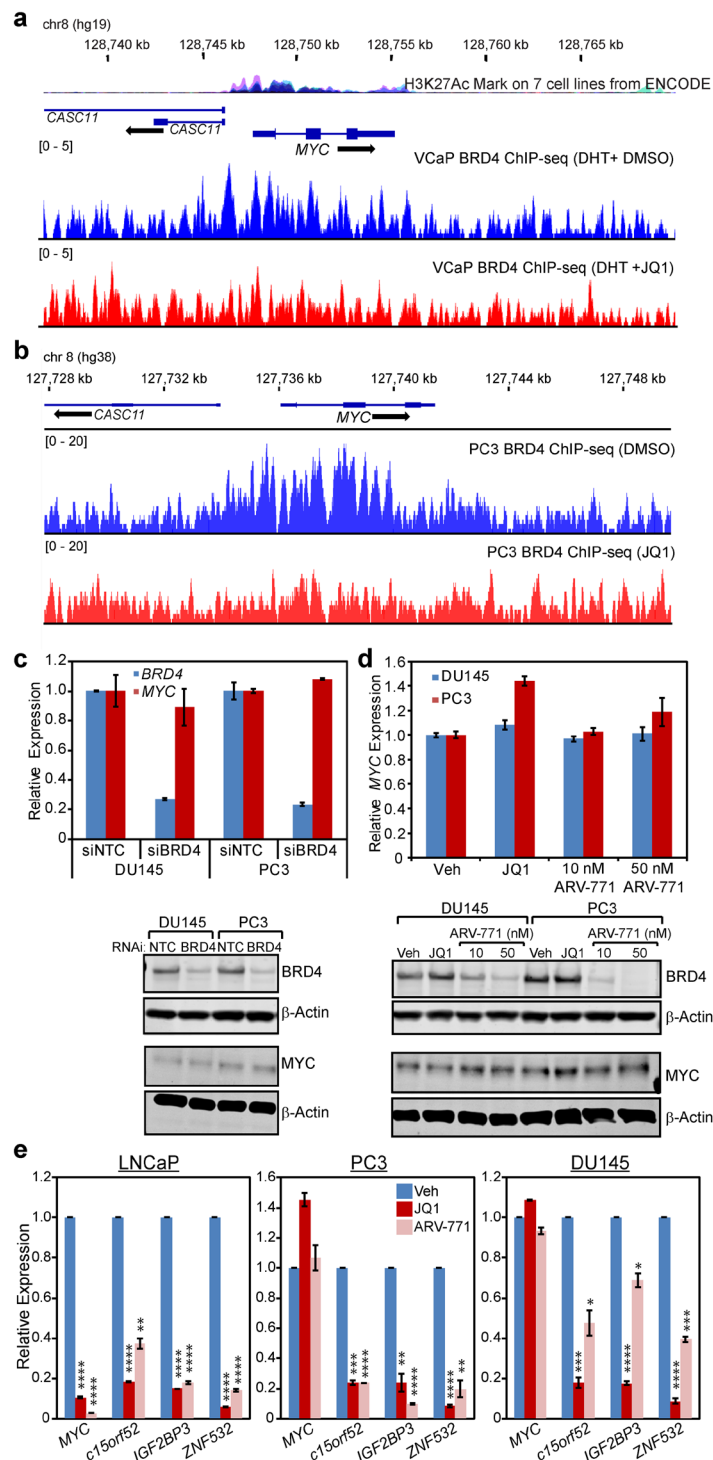 a
chr8 (hg19)
128,740 kb 128,745 kb 128,750 kb 128,755 kb 128,760 kb 128,765 kb
H3K27Ac Mark on 7 cell lines from ENCODE
CASC11
CASC11
MYC
[0 - 5]
VCaP BRD4 ChIP-seq (DHT+ DMSO)
[0 - 5]
VCaP BRD4 ChIP-seq (DHT +JQ1)
b
chr 8 (hg38)
127,728 kb 127,732 kb 127,736 kb 127,740 kb 127,744 kb 127,748 kb
CASC11 MYC
[0 - 20]
PC3 BRD4 ChIP-seq (DMSO)
[0 - 20]
PC3 BRD4 ChIP-seq (JQ1)
c
Relative Expression
1.2
1.0
0.8
0.6
0.4
0.2
0
BRD4
MYC
siNTC siBRD4 siNTC siBRD4
DU145 PC3
DU145 PC3
RNAi: NTC BRD4 NTC BRD4
BRD4
β-Actin
MYC
β-Actin
d
Relative MYC Expression
1.6
1.4
1.2
1.0
0.8
0.6
0.4
0.2
0
DU145
PC3
Veh JQ1 10 nM 50 nM
ARV-771 ARV-771
DU145 PC3
ARV-771 (nM) ARV-771 (nM)
Veh JQ1 10 50 Veh JQ1 10 50
BRD4
β-Actin
MYC
β-Actin
e
Relative Expression
LNCaP
1.2
1.0
0.8
0.6
0.4
0.2
0
**** **** **** ** **** **** **** ****
MYC c15orf52 IGF2BP3 ZNF532
PC3
1.6
1.4
1.2
1.0
0.8
0.6
0.4
0.2
0
Veh
JQ1
ARV-771
*** **** ** **** **** **
MYC c15orf52 IGF2BP3 ZNF532
DU145
1.2
1.0
0.8
0.6
0.4
0.2
0
*** * **** * **** ***
MYC c15orf52 IGF2BP3 ZNF532